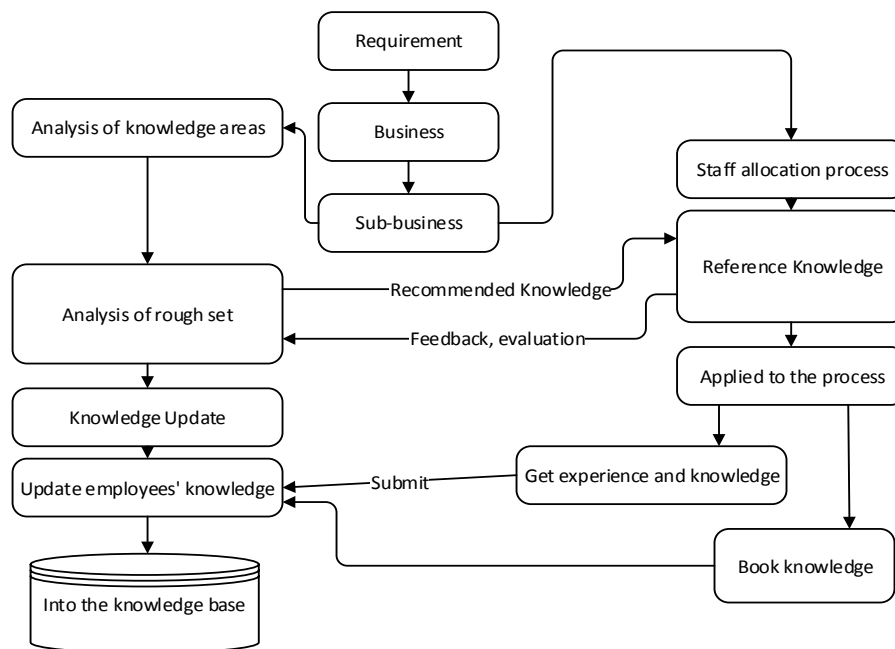 Requirement
Analysis of knowledge areas
Business
Staff allocation process
Sub-business
Reference Knowledge
Recommended Knowledge
Analysis of rough set
Feedback, evaluation
Applied to the process
Knowledge Update
Get experience and knowledge
Submit
Update employees' knowledge
Book knowledge
Into the knowledge base